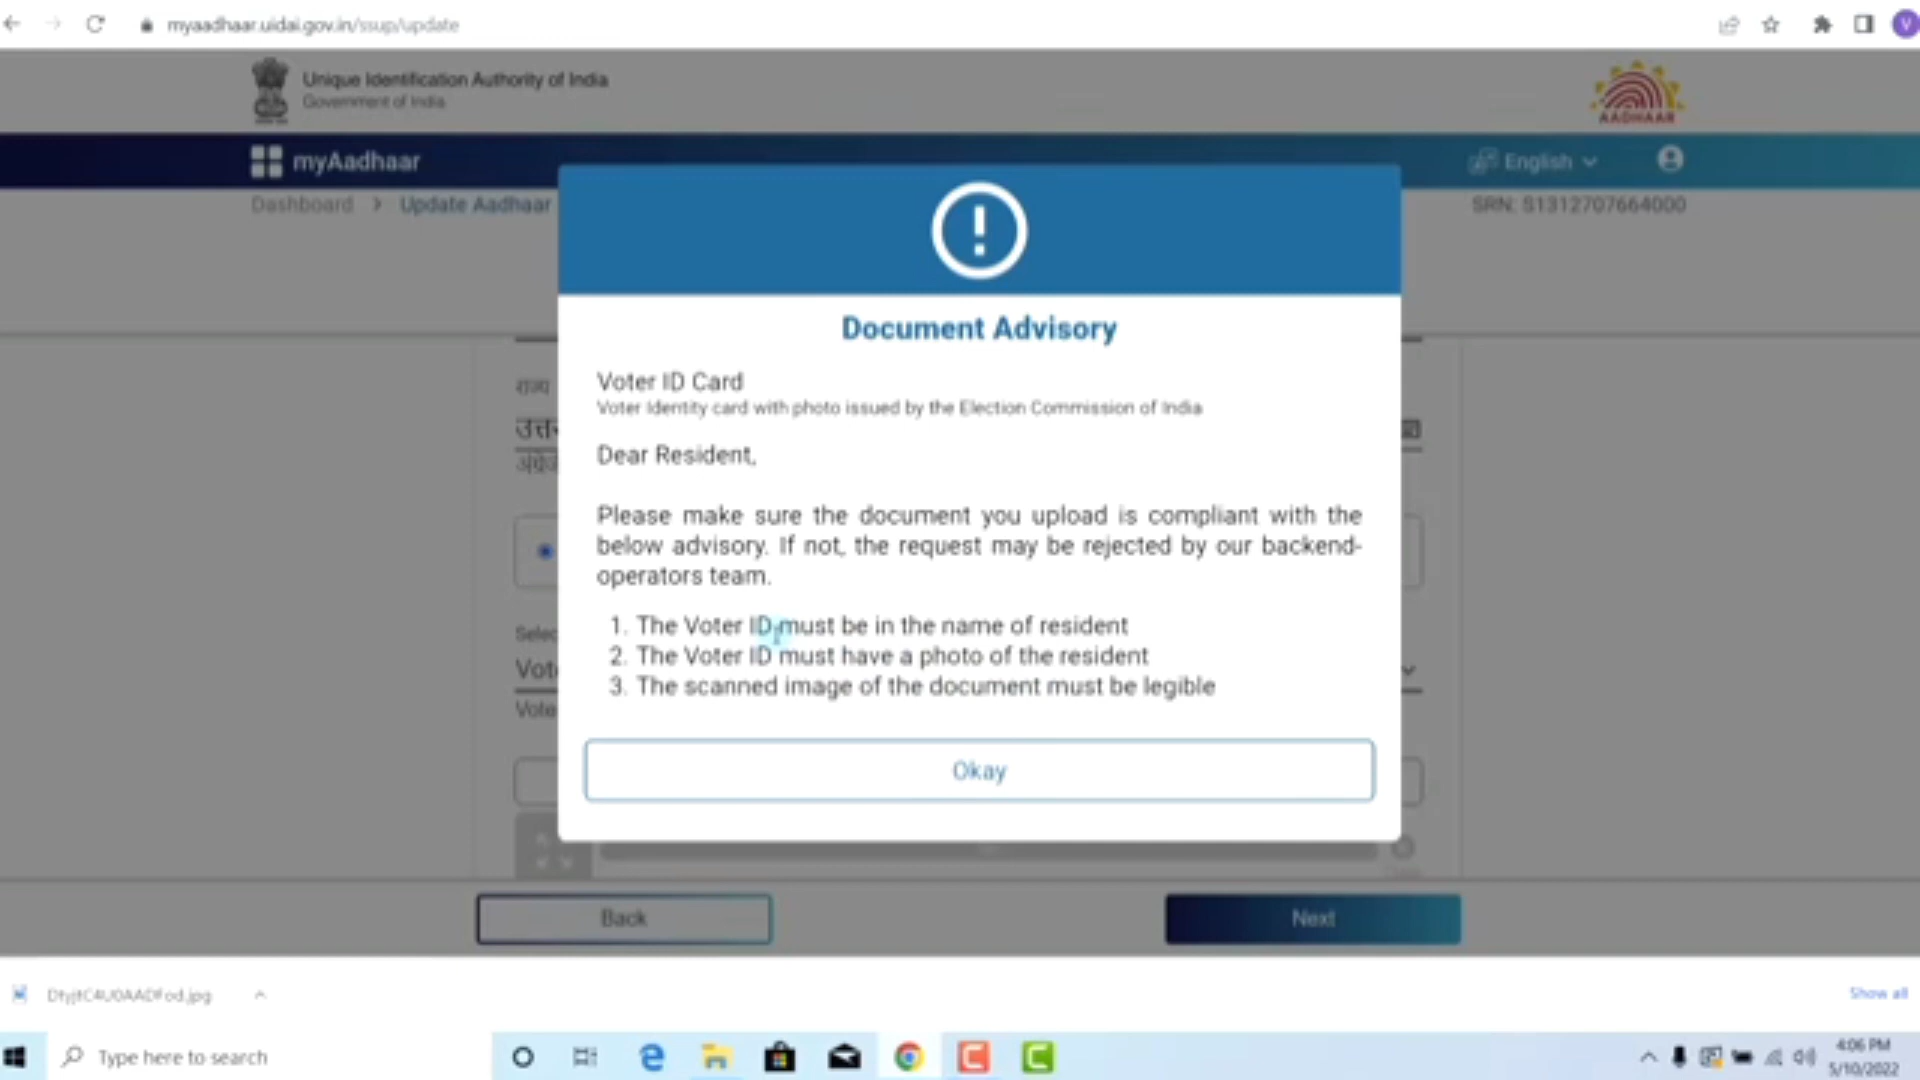 myaadhaar.uidai.gov.in/ssup/update
V
Unique Identification Authority of India
Government of India
AADHAAR
myAadhaar
English
Dashboard > Update Aadhaar
SRN: S1312707664000
Document Advisory
Voter ID Card
Voter Identity card with photo issued by the Election Commission of India
Dear Resident,
Please make sure the document you upload is compliant with the
below advisory. If not, the request may be rejected by our backend-
operators team.
1. The Voter ID must be in the name of resident
2. The Voter ID must have a photo of the resident
3. The scanned image of the document must be legible
Okay
राज्य
Back
Next
Show all
Type here to search
4:06 PM
5/10/2022